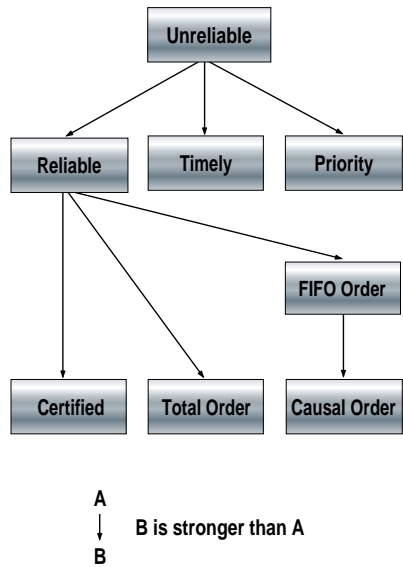 Unreliable
Reliable
Timely
Priority
FIFO Order
Certified
Total Order
Causal Order
A
B is stronger than A
B